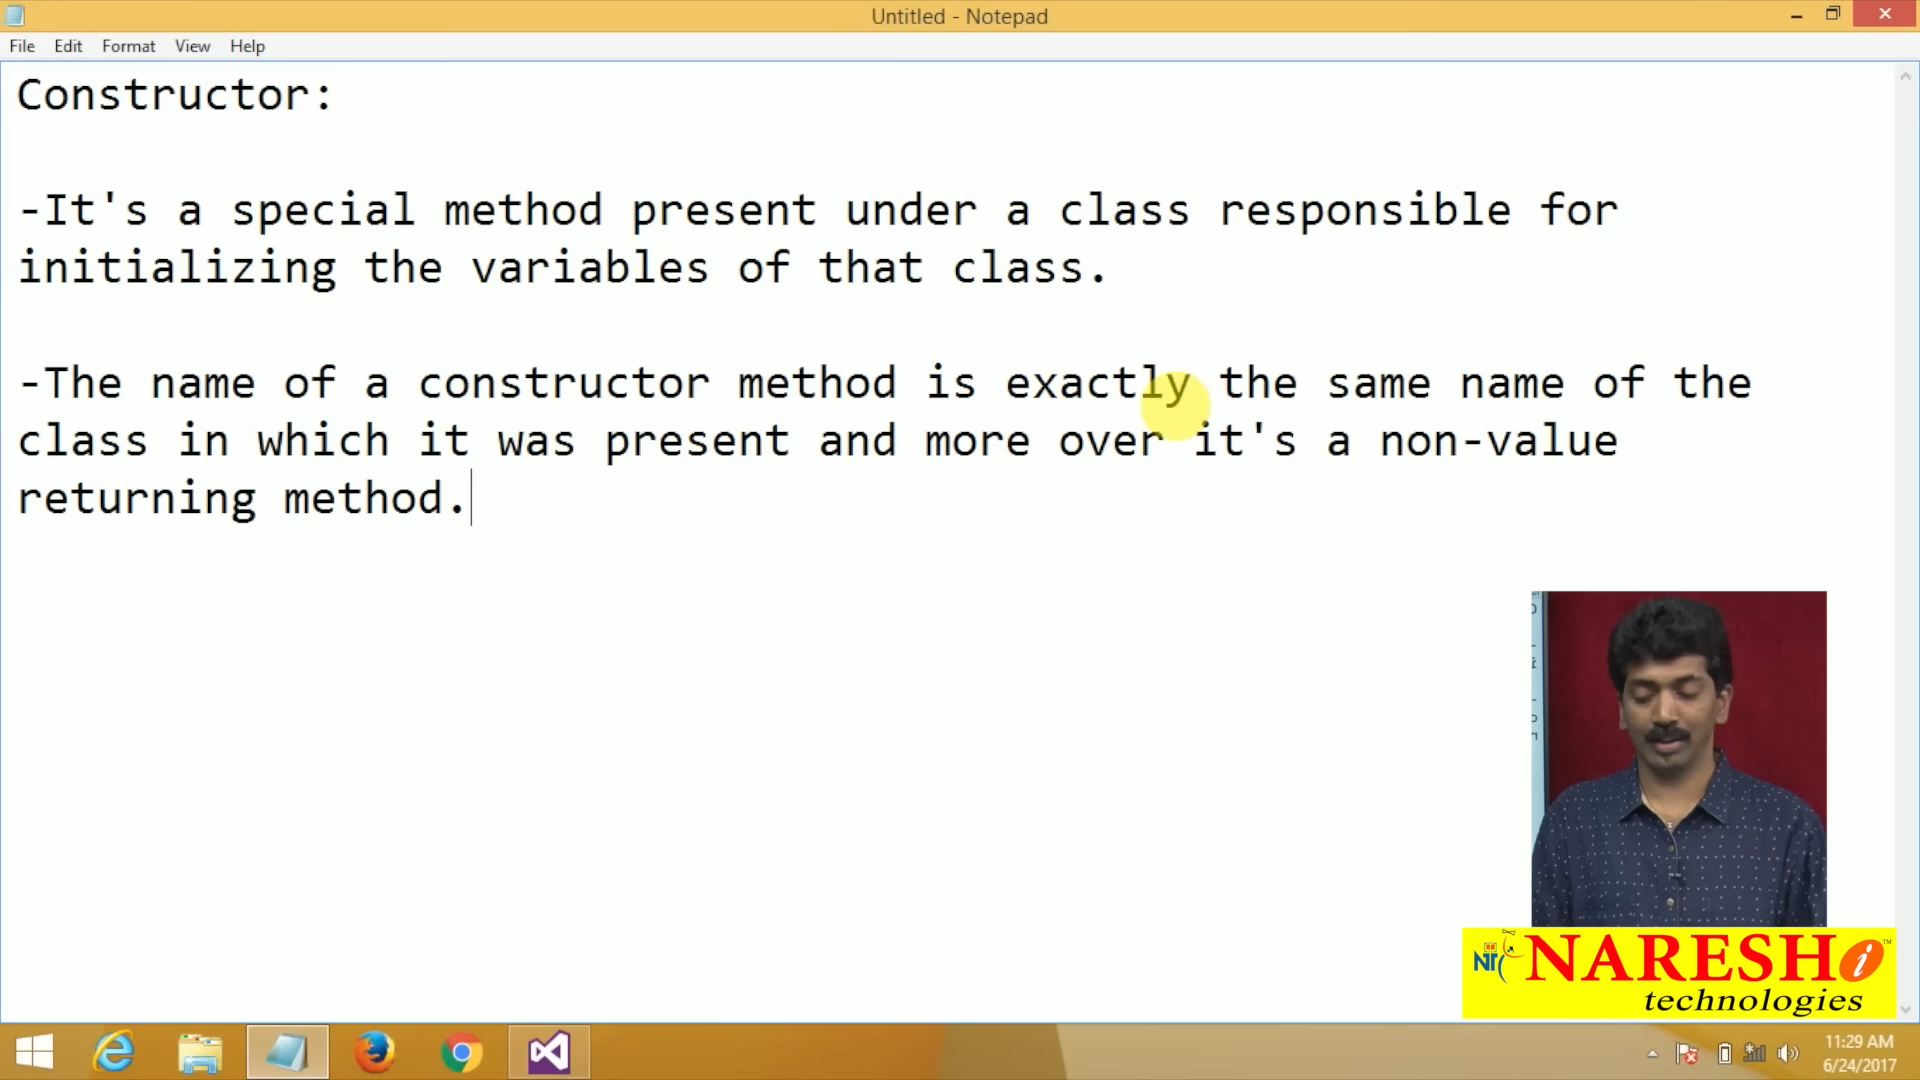 Untitled - Notepad
File Edit Format View Help
Constructor:
-It's a special method present under a class responsible for
initializing the variables of that class.
-The name of a constructor method is exactly the same name of the
class in which it was present and more over it's a non-value
returning method.
NT
NARESH i ™
technologies
11:29 AM
6/24/2017